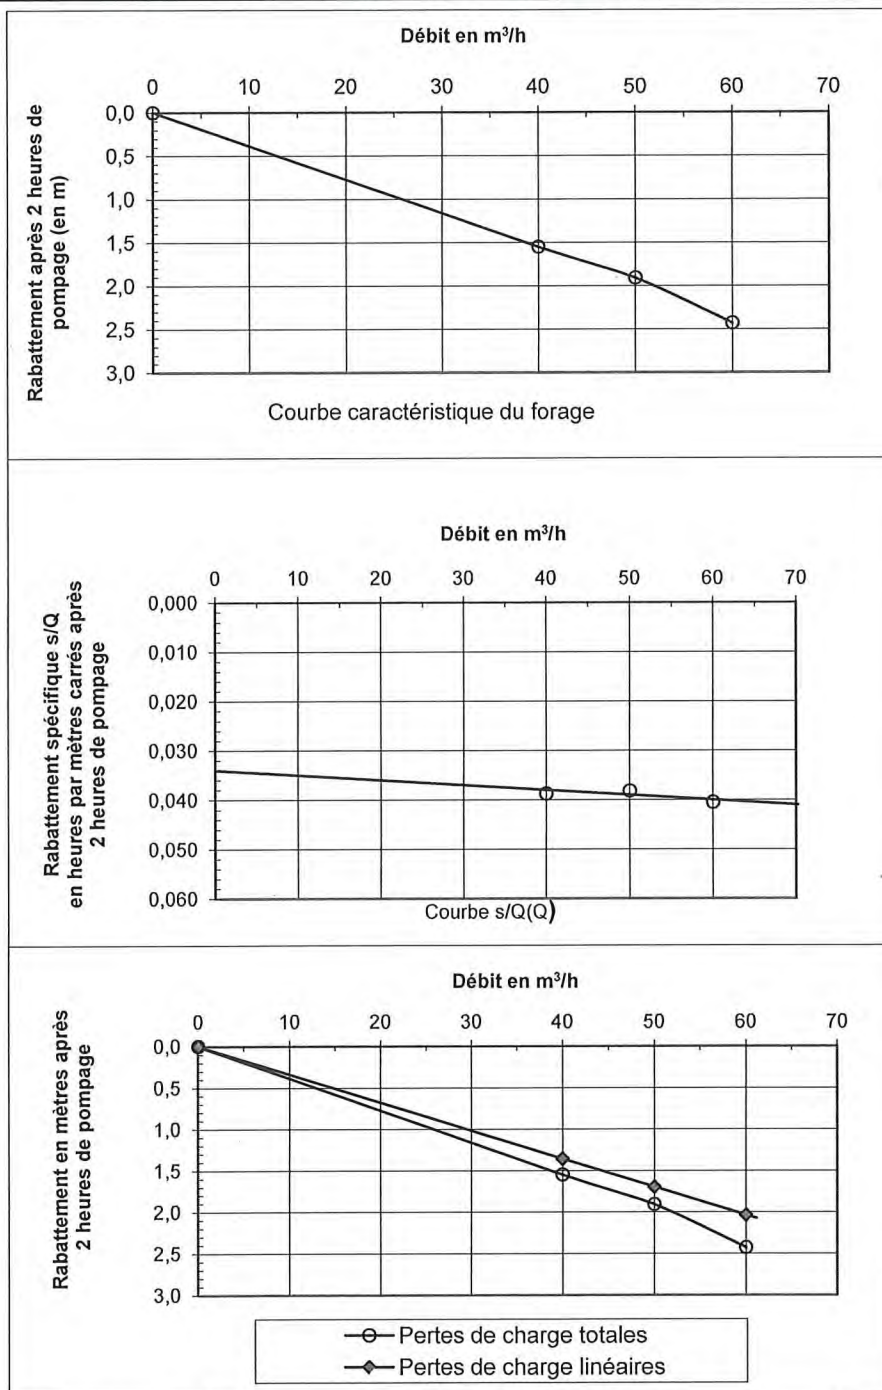 Débit en m³/h
0 10 20 30 40 50 60 70
Rabattement après 2 heures de
pompage (en m)
0,0
0,5
1,0
1,5
2,0
2,5
3,0
Courbe caractéristique du forage
Débit en m³/h
0 10 20 30 40 50 60 70
Rabattement spécifique s/Q
en heures par mètres carrés après
2 heures de pompage
0,000
0,010
0,020
0,030
0,040
0,050
0,060
Courbe s/Q(Q)
Débit en m³/h
0 10 20 30 40 50 60 70
Rabattement en mètres après
2 heures de pompage
0,0
0,5
1,0
1,5
2,0
2,5
3,0
Pertes de charge totales
Pertes de charge linéaires